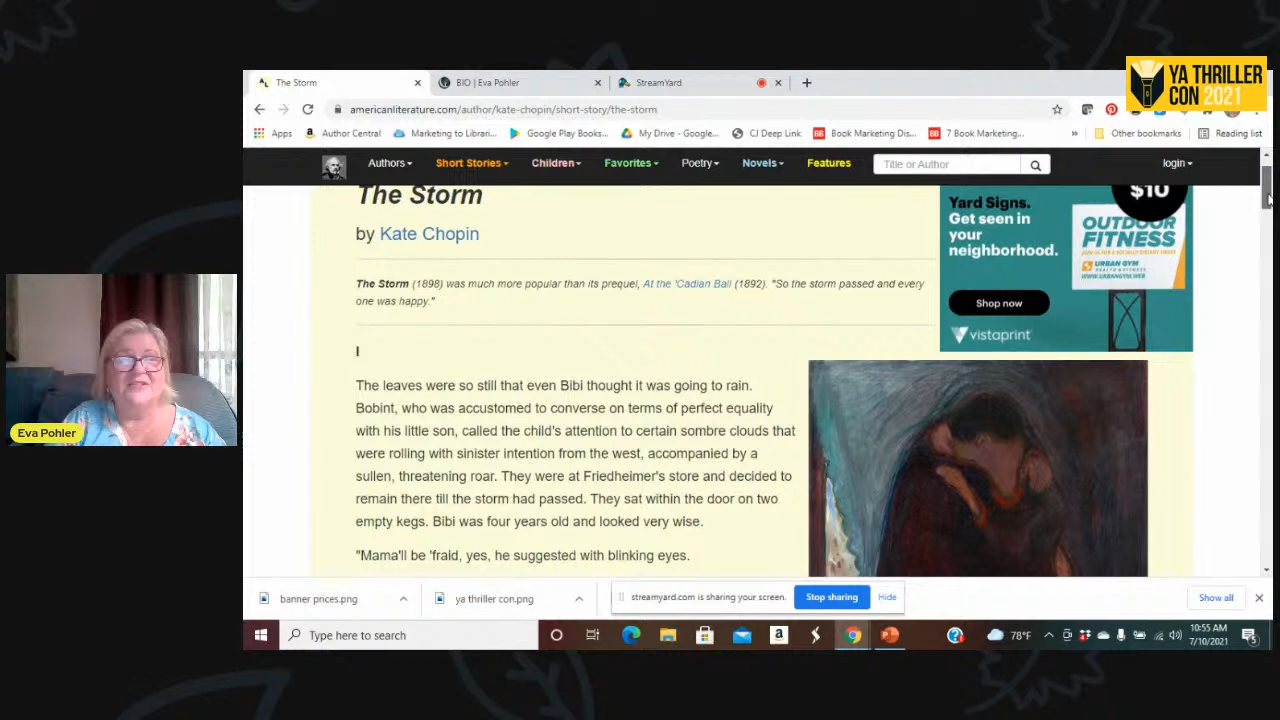 YA THRILLER
CON 2021
The Storm
BIO | Eva Pohler
StreamYard
americanliterature.com/author/kate-chopin/short-story/the-storm
Apps
Author Central
Marketing to Librari...
Google Play Books...
My Drive - Google...
CJ Deep Link
Book Marketing Dis...
7 Book Marketing...
Other bookmarks
Reading list
Authors
Short Stories
Children
Favorites
Poetry
Novels
Features
Title or Author
login
The Storm
by Kate Chopin
The Storm (1898) was much more popular than its prequel, At the 'Cadian Ball (1892). "So the storm passed and every
one was happy."
$10
Yard Signs.
Get seen in
your
neighborhood.
Shop now
vistaprint
OUTDOOR
FITNESS
URBAN GYM
I
The leaves were so still that even Bibi thought it was going to rain.
Bobint, who was accustomed to converse on terms of perfect equality
with his little son, called the child's attention to certain sombre clouds that
were rolling with sinister intention from the west, accompanied by a
sullen, threatening roar. They were at Friedheimer's store and decided to
remain there till the storm had passed. They sat within the door on two
empty kegs. Bibi was four years old and looked very wise.
"Mama'll be 'fraid, yes, he suggested with blinking eyes.
Eva Pohler
banner prices.png
ya thriller con.png
streamyard.com is sharing your screen.
Stop sharing
Hide
Show all
Type here to search
78°F
10:55 AM
7/10/2021
5